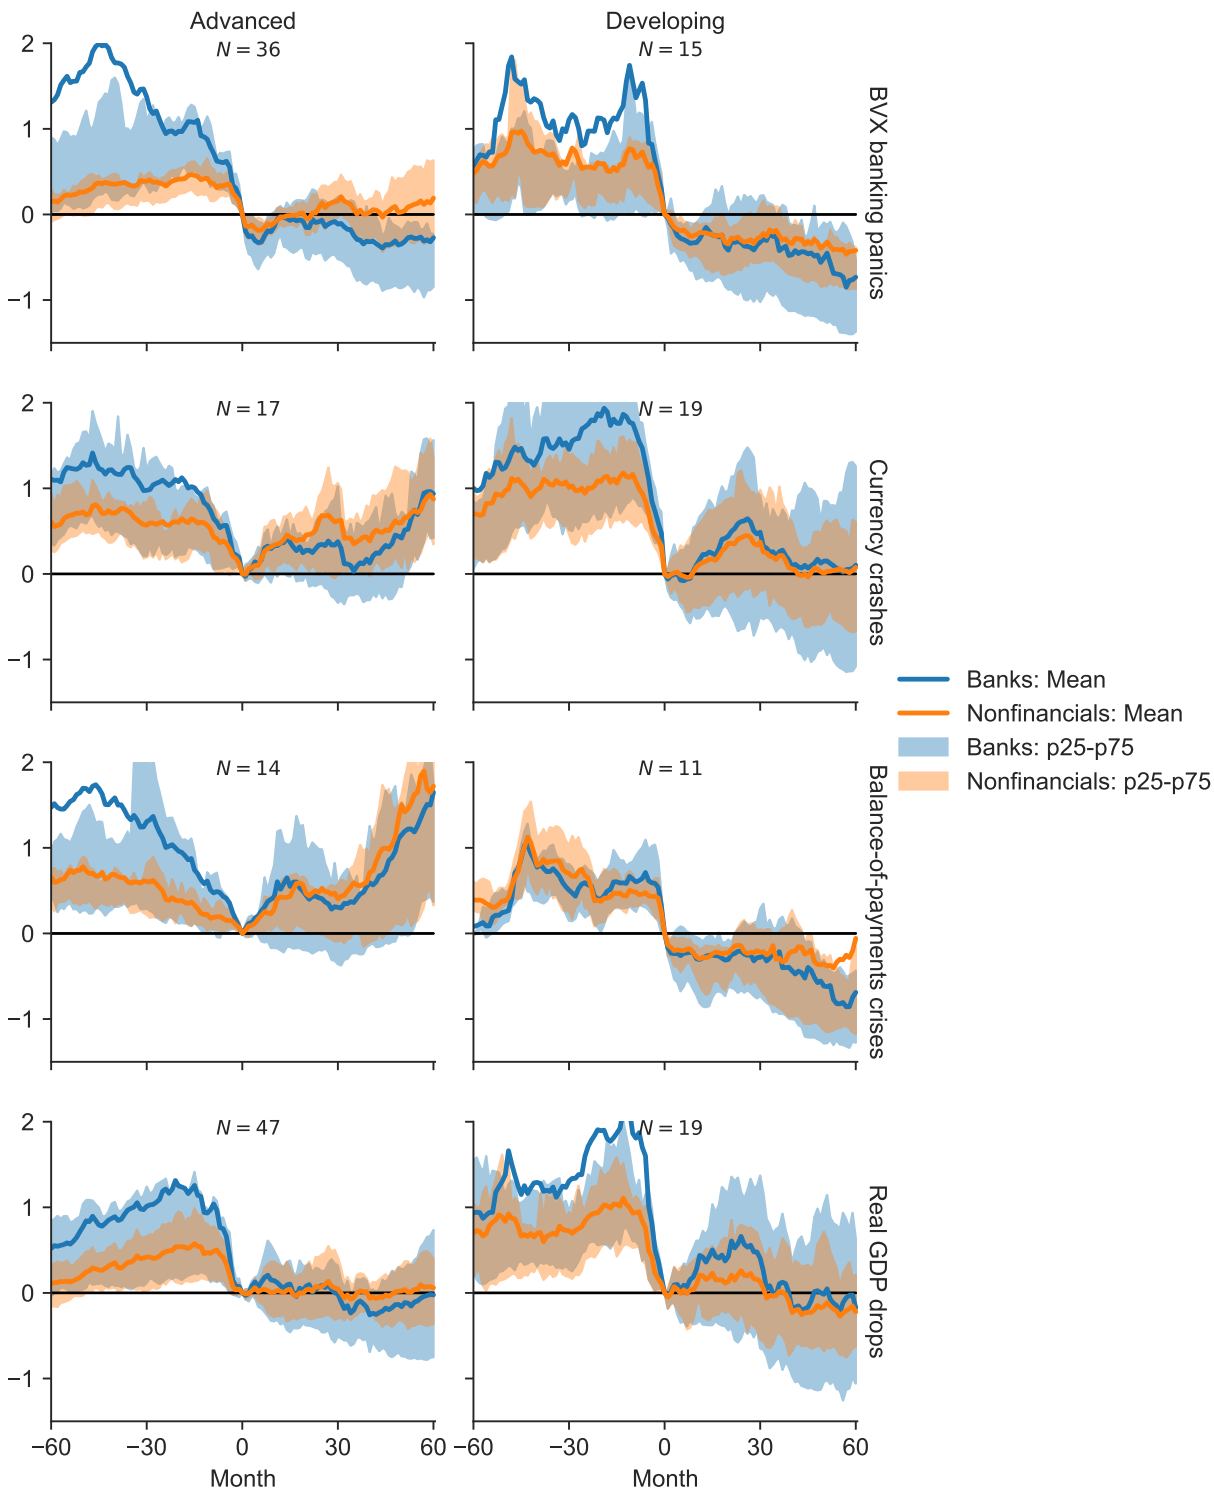 Advanced
Developing
N = 36
N = 15
2
1
0
−1
BVX banking panics
N = 17
N = 19
2
1
0
−1
Currency crashes
Banks: Mean
Nonfinancials: Mean
Banks: p25-p75
Nonfinancials: p25-p75
N = 14
N = 11
2
1
0
−1
Balance-of-payments crises
N = 47
N = 19
2
1
0
−1
Real GDP drops
−60 −30 0 30 60
−60 −30 0 30 60
Month
Month